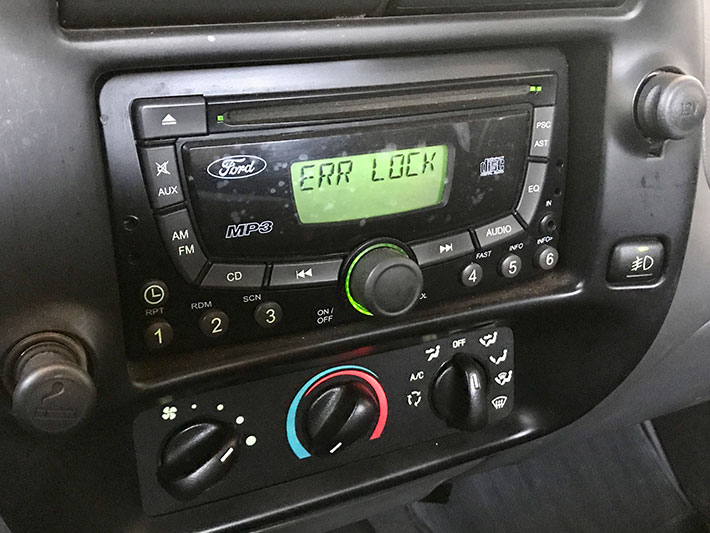 PSC
AST
Ford
ERR LOCK
AUX
EQ
MP3
AM
FM
AUDIO
IN
CD
FAST
INFO
INFO>
4
5
6
RPT
RDM
SCN
1
2
3
ON /
OFF
OL
OFF
A/C